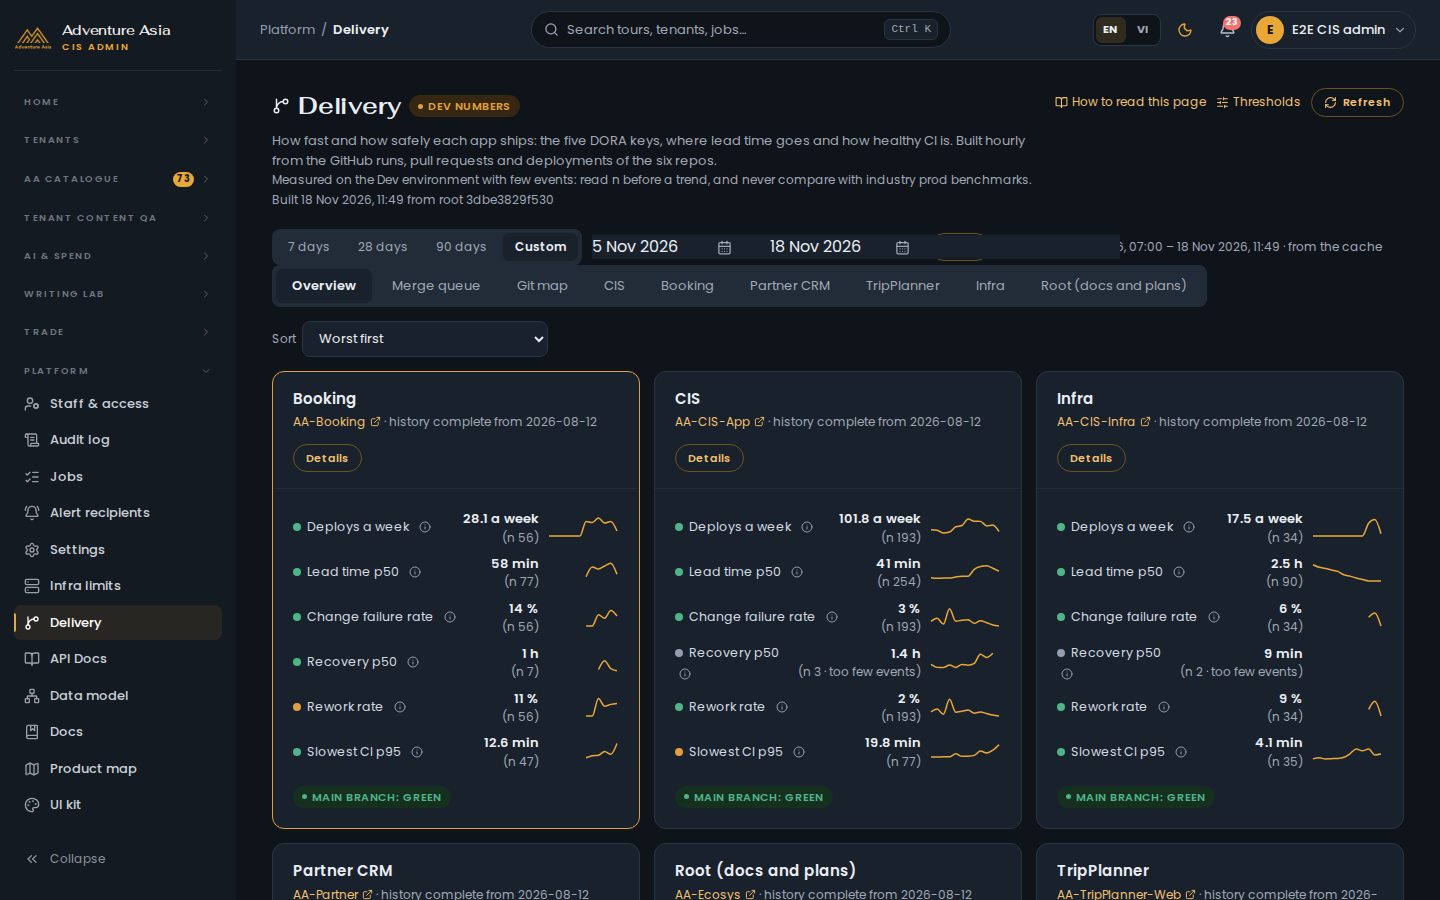 Adventure Asia
CIS ADMIN
Adventure Asia
Platform / Delivery
Search tours, tenants, jobs...
Ctrl K
EN
VI
23
E
E2E CIS admin
HOME
TENANTS
AA CATALOGUE
73
TENANT CONTENT QA
AI & SPEND
WRITING LAB
TRADE
PLATFORM
Staff & access
Audit log
Jobs
Alert recipients
Settings
Infra limits
Delivery
API Docs
Data model
Docs
Product map
UI kit
Collapse
Delivery
DEV NUMBERS
How to read this page
Thresholds
Refresh
How fast and how safely each app ships: the five DORA keys, where lead time goes and how healthy CI is. Built hourly
from the GitHub runs, pull requests and deployments of the six repos.
Measured on the Dev environment with few events: read n before a trend, and never compare with industry prod benchmarks.
Built 18 Nov 2026, 11:49 from root 3dbe3829f530
7 days
28 days
90 days
Custom
5 Nov 2026
18 Nov 2026
, 07:00 – 18 Nov 2026, 11:49 · from the cache
Overview
Merge queue
Git map
CIS
Booking
Partner CRM
TripPlanner
Infra
Root (docs and plans)
Sort
Worst first
Booking
AA-Booking · history complete from 2026-08-12
Details
Deploys a week
28.1 a week
(n 56)
Lead time p50
58 min
(n 77)
Change failure rate
14 %
(n 56)
Recovery p50
1 h
(n 7)
Rework rate
11 %
(n 56)
Slowest CI p95
12.6 min
(n 47)
MAIN BRANCH: GREEN
CIS
AA-CIS-App · history complete from 2026-08-12
Details
Deploys a week
101.8 a week
(n 193)
Lead time p50
41 min
(n 254)
Change failure rate
3 %
(n 193)
Recovery p50
1.4 h
(n 3 · too few events)
Rework rate
2 %
(n 193)
Slowest CI p95
19.8 min
(n 77)
MAIN BRANCH: GREEN
Infra
AA-CIS-Infra · history complete from 2026-08-12
Details
Deploys a week
17.5 a week
(n 34)
Lead time p50
2.5 h
(n 90)
Change failure rate
6 %
(n 34)
Recovery p50
9 min
(n 2 · too few events)
Rework rate
9 %
(n 34)
Slowest CI p95
4.1 min
(n 35)
MAIN BRANCH: GREEN
Partner CRM
AA-Partner · history complete from 2026-08-12
Root (docs and plans)
AA-Ecosys · history complete from 2026-08-12
TripPlanner
AA-TripPlanner-Web · history complete from 2026-